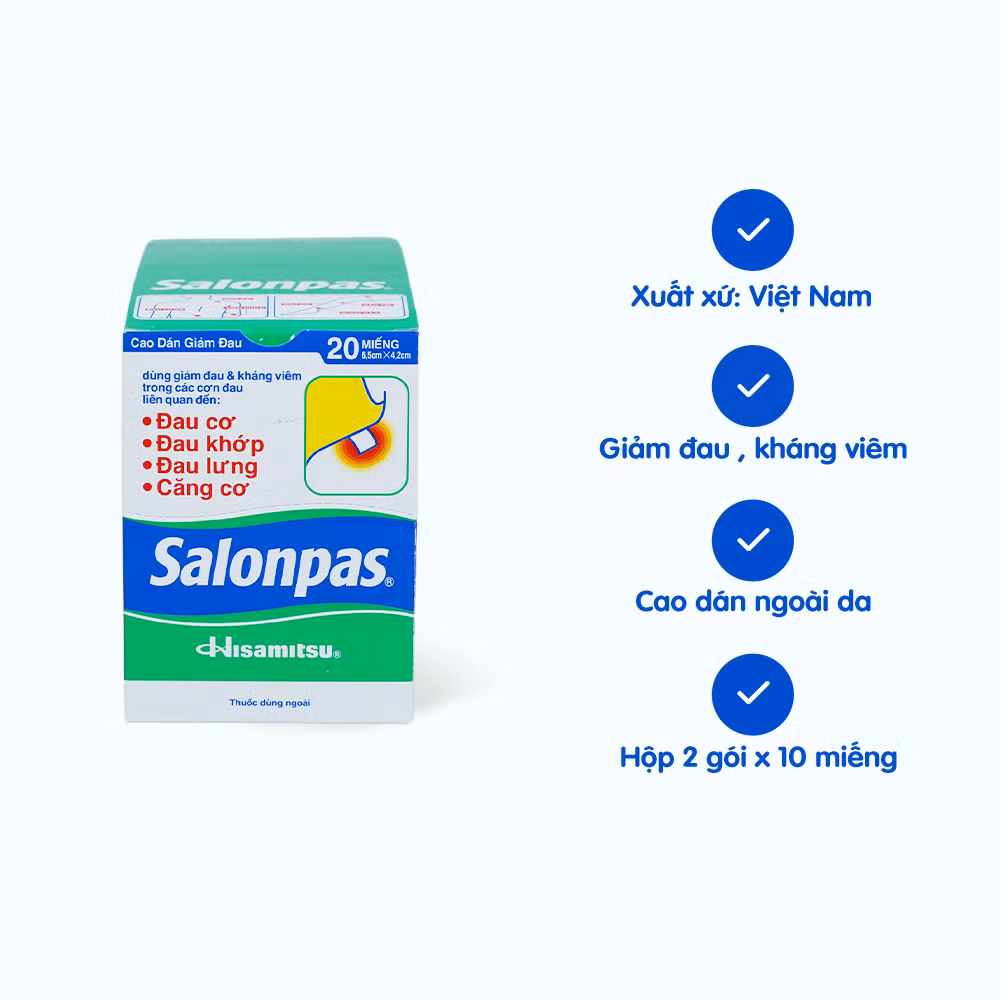 Salonpas
Cao Dán Giảm Đau
20 MIẾNG
6,5cm×4,2cm
dùng giảm đau & kháng viêm
trong các cơn đau
liên quan đến:
• Đau cơ
• Đau khớp
• Đau lưng
• Căng cơ
Salonpas®
Hisamitsu®
Thuốc dùng ngoài
Xuất xứ: Việt Nam
Giảm đau , kháng viêm
Cao dán ngoài da
Hộp 2 gói x 10 miếng